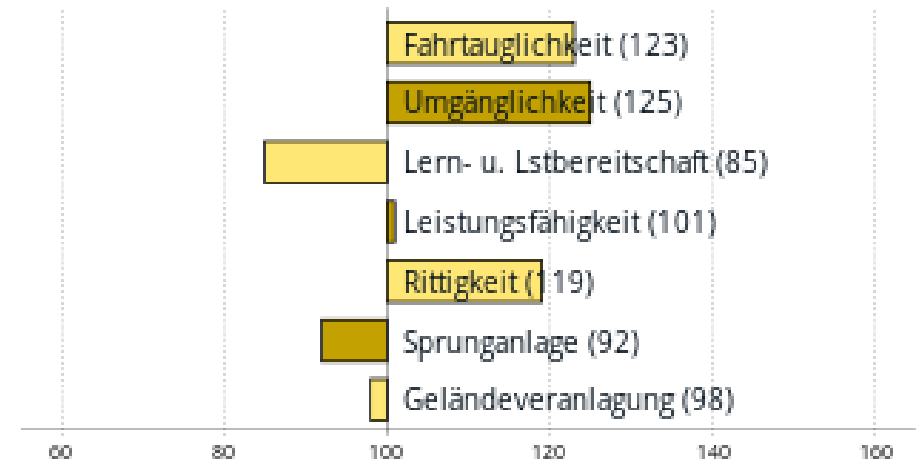 Fahrtauglichkeit (123)
Umgänglichkeit (125)
Lern- u. Lstbereitschaft (85)
Leistungsfähigkeit (101)
Rittigkeit (119)
Sprunganlage (92)
Geländeveranlagung (98)
60 80 100 120 140 160